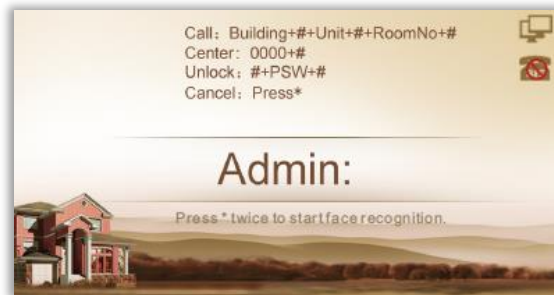 Call: Building+#+Unit+#+RoomNo+#
Center: 0000+#
Unlock: #+PSW+#
Cancel: Press*
Admin:
Press * twice to start face recognition.